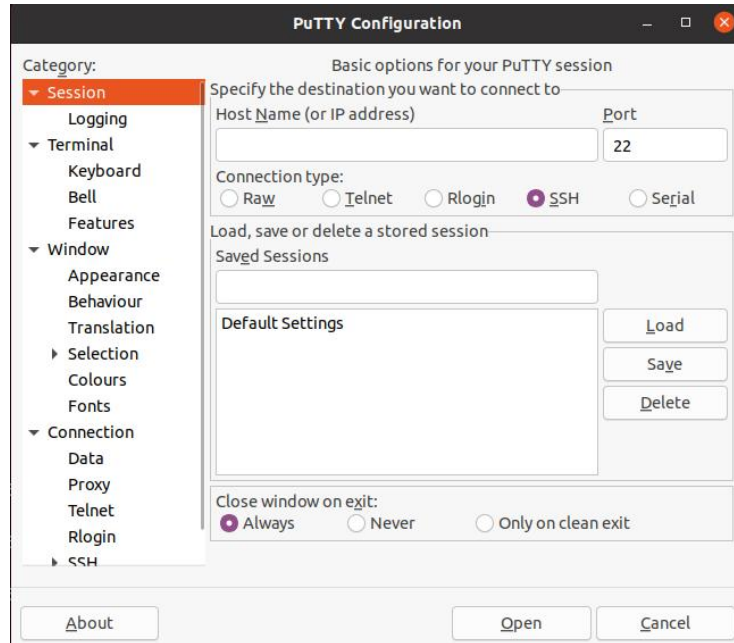 PuTTY Configuration
Category:
Session
Logging
Terminal
Keyboard
Bell
Features
Window
Appearance
Behaviour
Translation
Selection
Colours
Fonts
Connection
Data
Proxy
Telnet
Rlogin
SSH
Basic options for your PuTTY session
Specify the destination you want to connect to
Host Name (or IP address) Port
22
Connection type:
Raw Telnet Rlogin SSH Serial
Load, save or delete a stored session
Saved Sessions
Default Settings
Load
Save
Delete
Close window on exit:
Always Never Only on clean exit
About Open Cancel